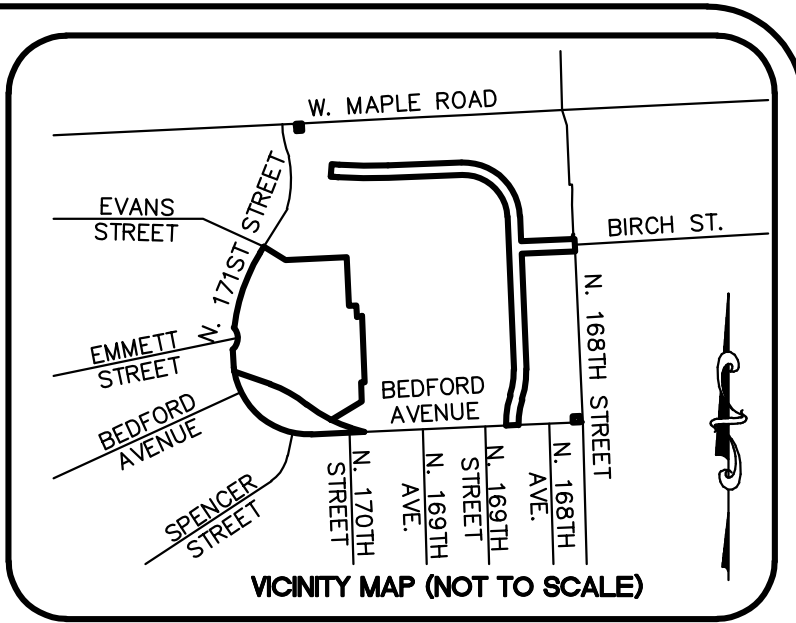 W. MAPLE ROAD
EVANS
STREET
N. 171ST STREET
BIRCH ST.
EMMETT
STREET
N. 168TH STREET
BEDFORD
AVENUE
BEDFORD
AVENUE
SPENCER
STREET
N. 170TH
STREET
N. 169TH
AVE.
N. 169TH
STREET
N. 168TH
AVE.
VICINITY MAP (NOT TO SCALE)